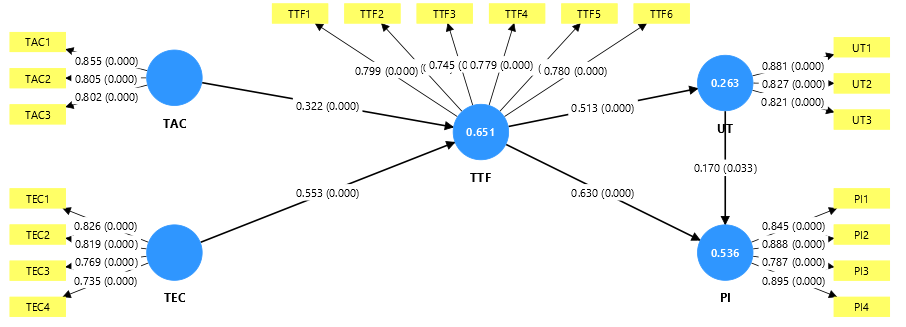 TTF1 TTF2 TTF3 TTF4 TTF5 TTF6
TAC1
TAC2
TAC3
0.855 (0.000)
0.805 (0.000)
0.802 (0.000)
TAC
0.799 (0.000)
0.745
0.779 (0.000)
0.780 (0.000)
0.322 (0.000)
0.651
TTF
0.513 (0.000)
0.263
UT
0.881 (0.000)
0.827 (0.000)
0.821 (0.000)
UT1
UT2
UT3
0.170 (0.033)
TEC1
TEC2
TEC3
TEC4
0.826 (0.000)
0.819 (0.000)
0.769 (0.000)
0.735 (0.000)
TEC
0.553 (0.000)
0.630 (0.000)
0.536
PI
0.845 (0.000)
0.888 (0.000)
0.787 (0.000)
0.895 (0.000)
PI1
PI2
PI3
PI4